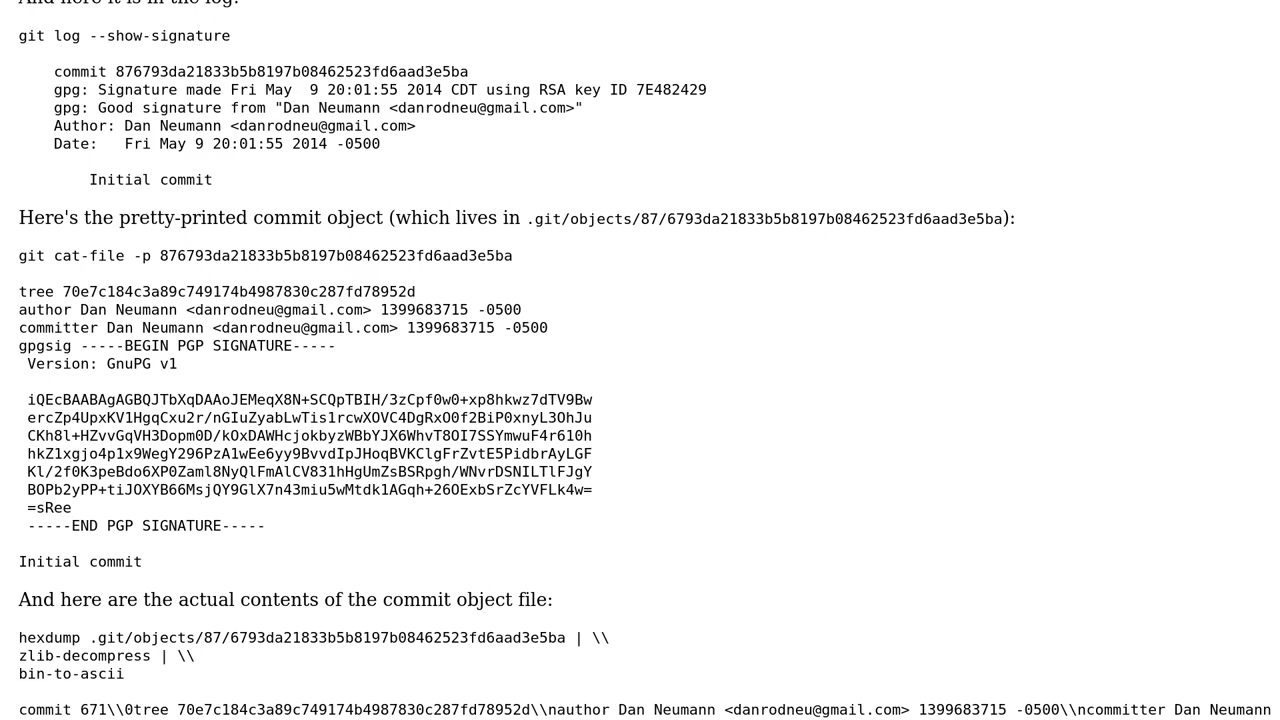 And here it is in the log:
git log --show-signature
commit 876793da21833b5b8197b08462523fd6aad3e5ba
gpg: Signature made Fri May  9 20:01:55 2014 CDT using RSA key ID 7E482429
gpg: Good signature from "Dan Neumann <danrodneu@gmail.com>"
Author: Dan Neumann <danrodneu@gmail.com>
Date:   Fri May 9 20:01:55 2014 -0500
Initial commit
Here's the pretty-printed commit object (which lives in .git/objects/87/6793da21833b5b8197b08462523fd6aad3e5ba):
git cat-file -p 876793da21833b5b8197b08462523fd6aad3e5ba
tree 70e7c184c3a89c749174b4987830c287fd78952d
author Dan Neumann <danrodneu@gmail.com> 1399683715 -0500
committer Dan Neumann <danrodneu@gmail.com> 1399683715 -0500
gpgsig -----BEGIN PGP SIGNATURE-----
Version: GnuPG v1
iQEcBAABAgAGBQJTbXqDAAoJEMeqX8N+SCQpTBIH/3zCpf0w0+xp8hkwz7dTV9Bw
ercZp4UpxKV1HgqCxu2r/nGIuZyabLwTis1rcwXOVC4DgRxO0f2BiP0xnyL3OhJu
CKh8l+HZvvGqVH3Dopm0D/kOxDAWHcjokbyzWBbYJX6WhvT8OI7SSYmwuF4r610h
hkZ1xgjo4p1x9WegY296PzA1wEe6yy9BvvdIpJHoqBVKClgFrZvtE5PidbrAyLGF
Kl/2f0K3peBdo6XP0Zaml8NyQlFmAlCV831hHgUmZsBSRpgh/WNvrDSNILTlFJgY
BOPb2yPP+tiJOXYB66MsjQY9GlX7n43miu5wMtdk1AGqh+26OExbSrZcYVFLk4w=
=sRee
-----END PGP SIGNATURE-----
Initial commit
And here are the actual contents of the commit object file:
hexdump .git/objects/87/6793da21833b5b8197b08462523fd6aad3e5ba | \\
zlib-decompress | \\
bin-to-ascii
commit 671\\0tree 70e7c184c3a89c749174b4987830c287fd78952d\\nauthor Dan Neumann <danrodneu@gmail.com> 1399683715 -0500\\ncommitter Dan Neumann